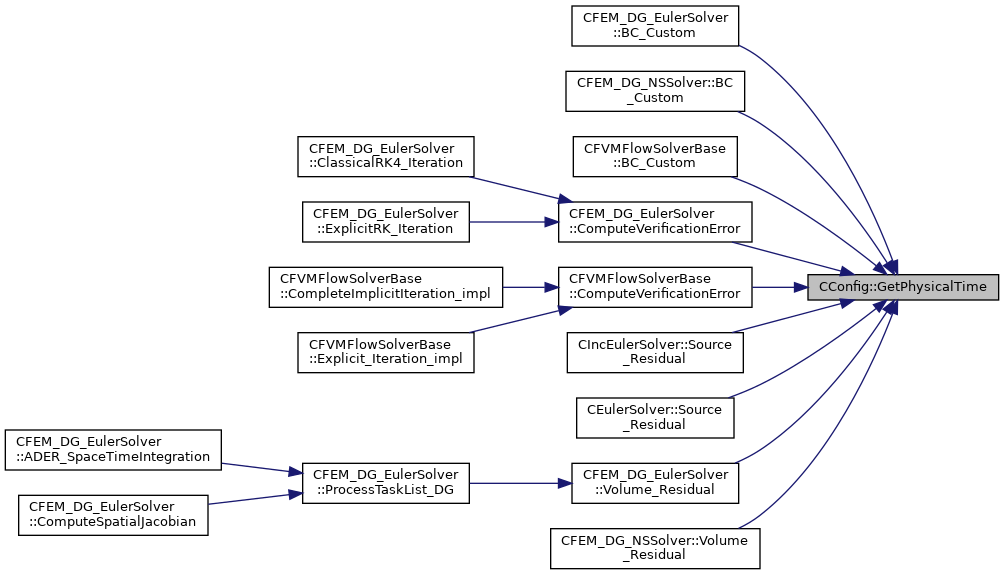 CFEM_DG_EulerSolver
::BC_Custom
CFEM_DG_NSSolver::BC
_Custom
CFVMFlowSolverBase
::BC_Custom
CFEM_DG_EulerSolver
::ClassicalRK4_Iteration
CFEM_DG_EulerSolver
::ExplicitRK_Iteration
CFEM_DG_EulerSolver
::ComputeVerificationError
CFVMFlowSolverBase
::CompleteImplicitIteration_impl
CFVMFlowSolverBase
::ComputeVerificationError
CConfig::GetPhysicalTime
CFVMFlowSolverBase
::Explicit_Iteration_impl
CIncEulerSolver::Source
_Residual
CEulerSolver::Source
_Residual
CFEM_DG_EulerSolver
::ADER_SpaceTimeIntegration
CFEM_DG_EulerSolver
::ComputeSpatialJacobian
CFEM_DG_EulerSolver
::ProcessTaskList_DG
CFEM_DG_EulerSolver
::Volume_Residual
CFEM_DG_NSSolver::Volume
_Residual